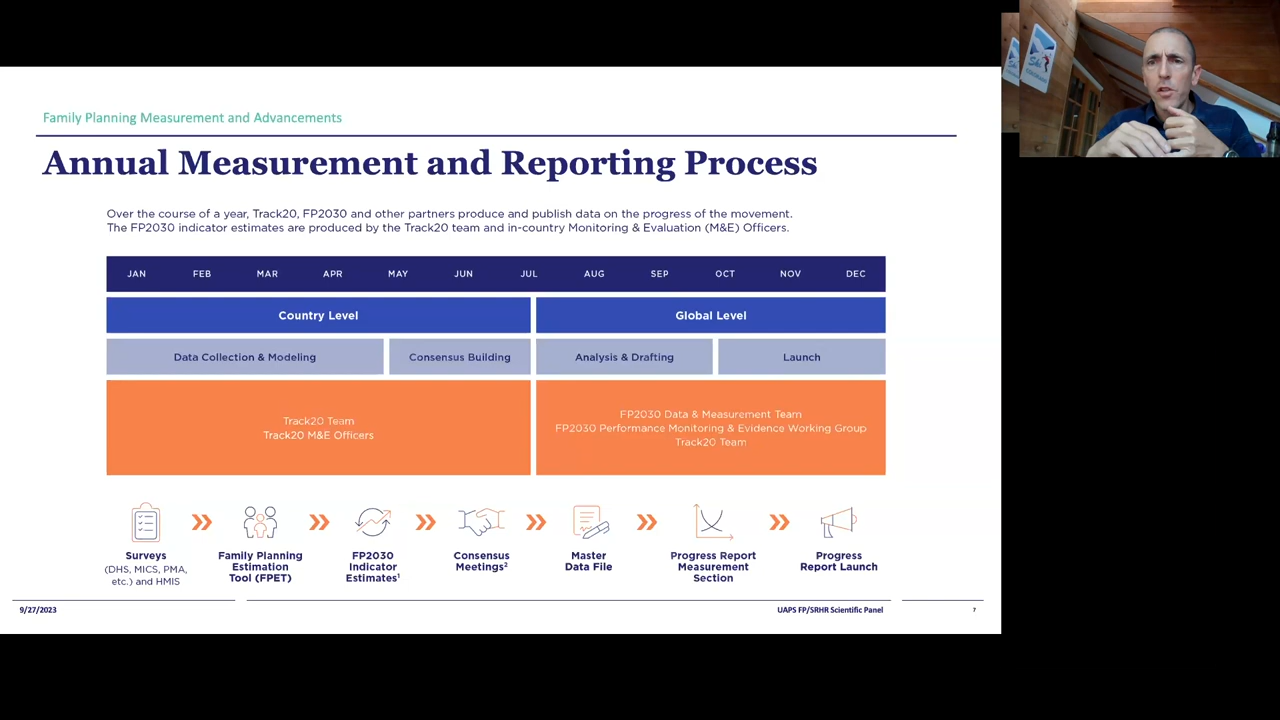 Family Planning Measurement and Advancements
Annual Measurement and Reporting Process
Over the course of a year, Track20, FP2030 and other partners produce and publish data on the progress of the movement.
The FP2030 indicator estimates are produced by the Track20 team and in-country Monitoring & Evaluation (M&E) Officers.
JAN FEB MAR APR MAY JUN JUL AUG SEP OCT NOV DEC
Country Level
Global Level
Data Collection & Modeling
Consensus Building
Analysis & Drafting
Launch
Track20 Team
Track20 M&E Officers
FP2030 Data & Measurement Team
FP2030 Performance Monitoring & Evidence Working Group
Track20 Team
Surveys
(DHS, MICS, PMA,
etc.) and HMIS
Family Planning
Estimation
Tool (FPET)
FP2030
Indicator
Estimates¹
Consensus
Meetings²
Master
Data File
Progress Report
Measurement
Section
Progress
Report Launch
9/27/2023
UAPS FP/SRHR Scientific Panel
7
Ski